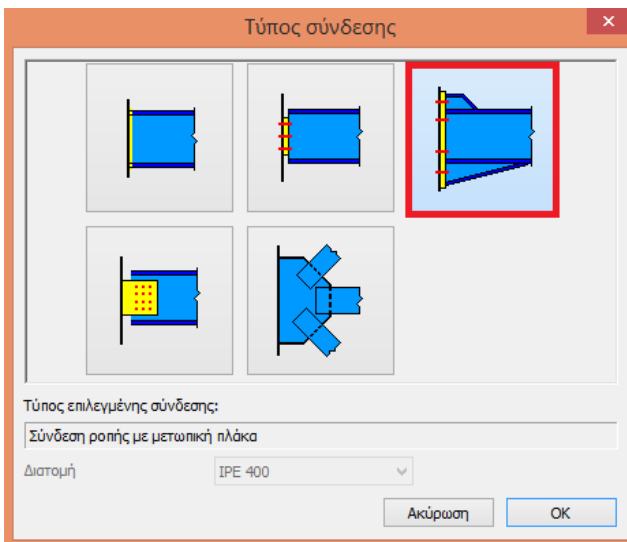 Τύπος σύνδεσης
Τύπος επιλεγμένης σύνδεσης:
Σύνδεση ροπής με μετωπική πλάκα
Διατομή IPE 400
Ακύρωση OK